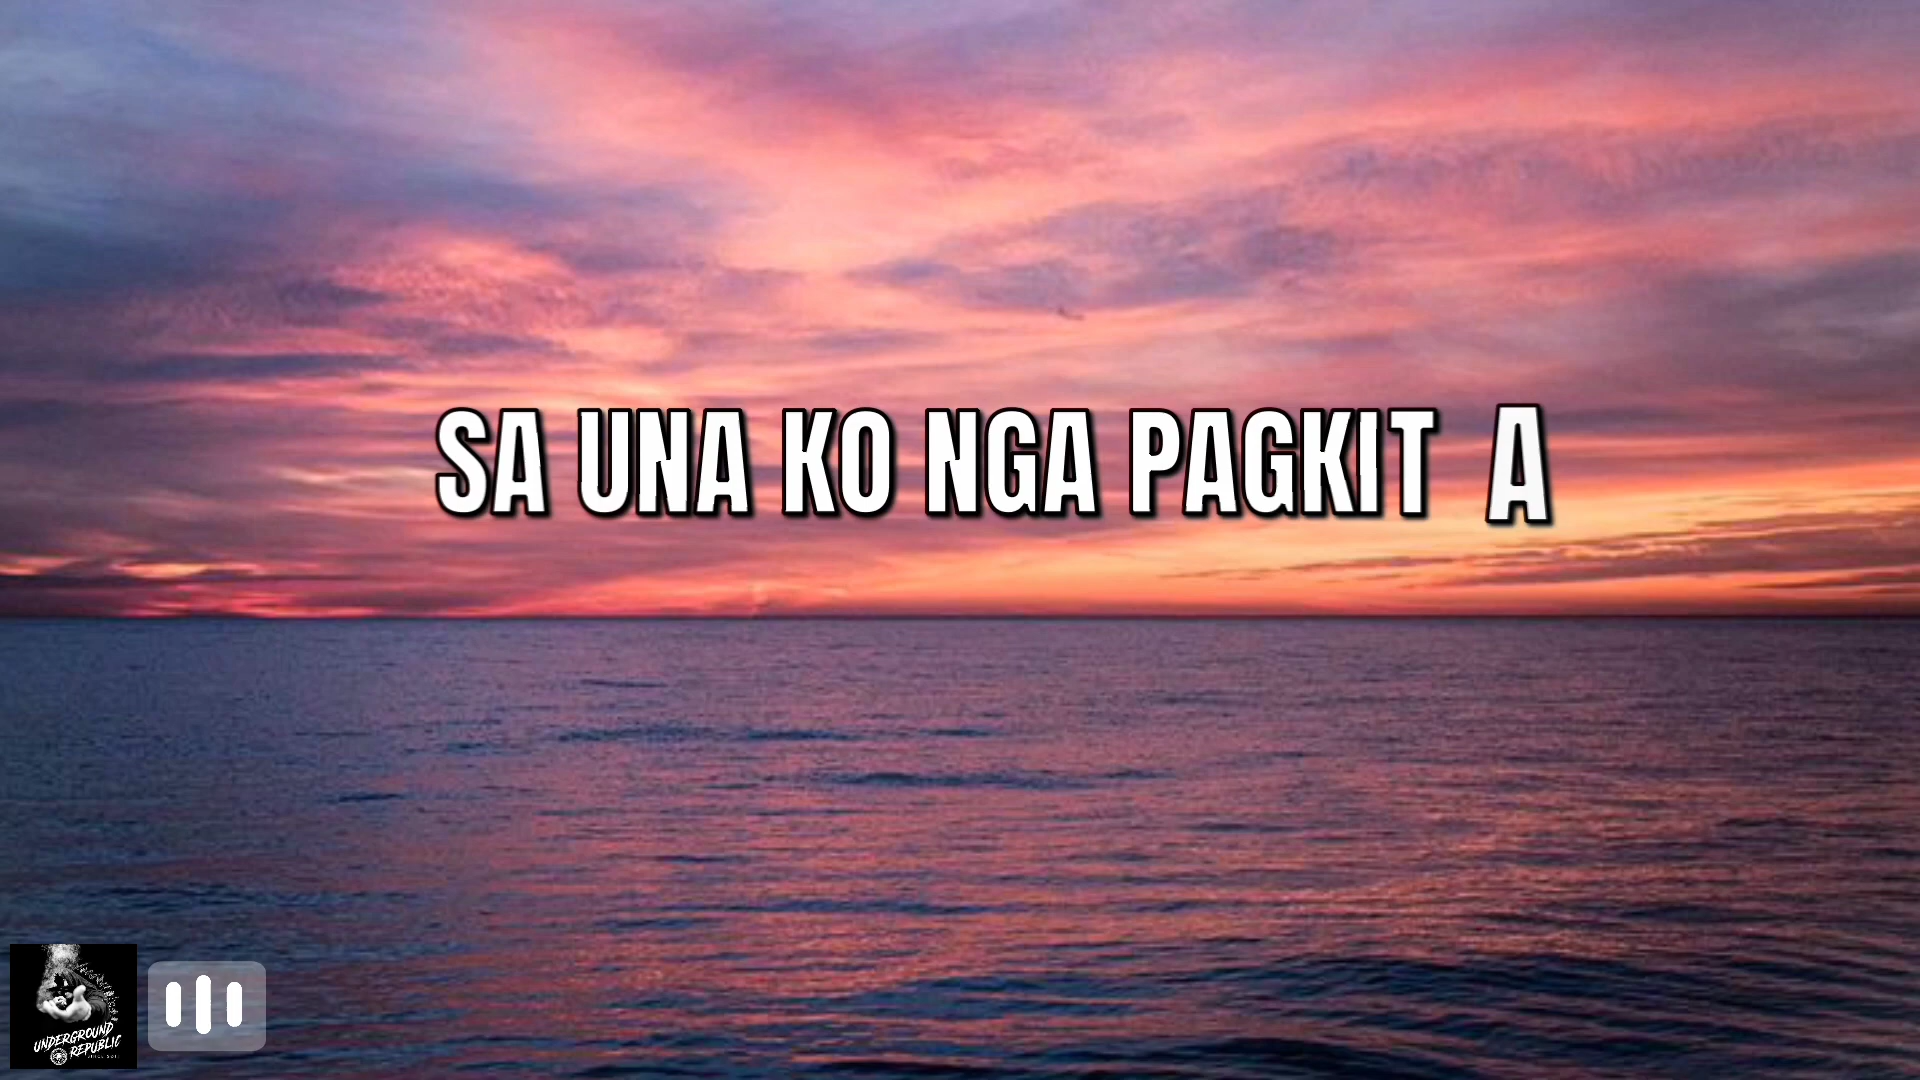 SA UNA KO NGA PAGKIT A
UNDERGROUND
REPUBLIC